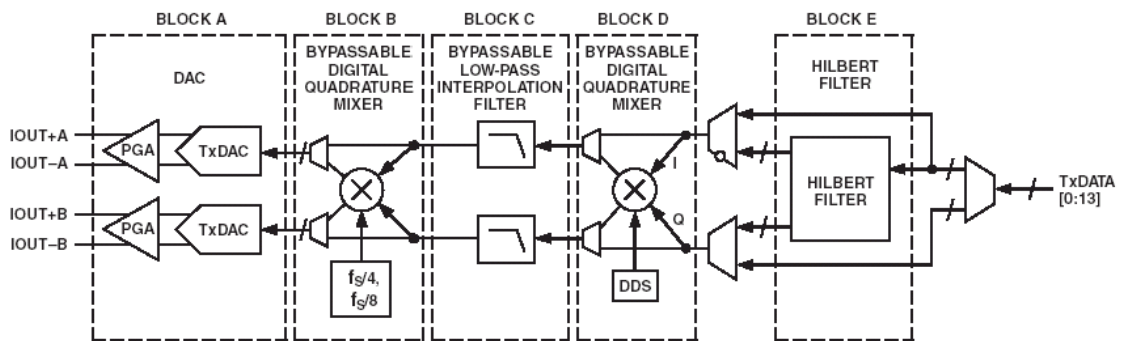 BLOCK A
BLOCK B
BLOCK C
BLOCK D
BLOCK E
DAC
BYPASSABLE
DIGITAL
QUADRATURE
MIXER
BYPASSABLE
LOW-PASS
INTERPOLATION
FILTER
BYPASSABLE
DIGITAL
QUADRATURE
MIXER
HILBERT
FILTER
IOUT+A
IOUT–A
PGA
TxDAC
IOUT+B
IOUT–B
PGA
TxDAC
fS/4,
fS/8
I
Q
DDS
HILBERT
FILTER
TxDATA
[0:13]